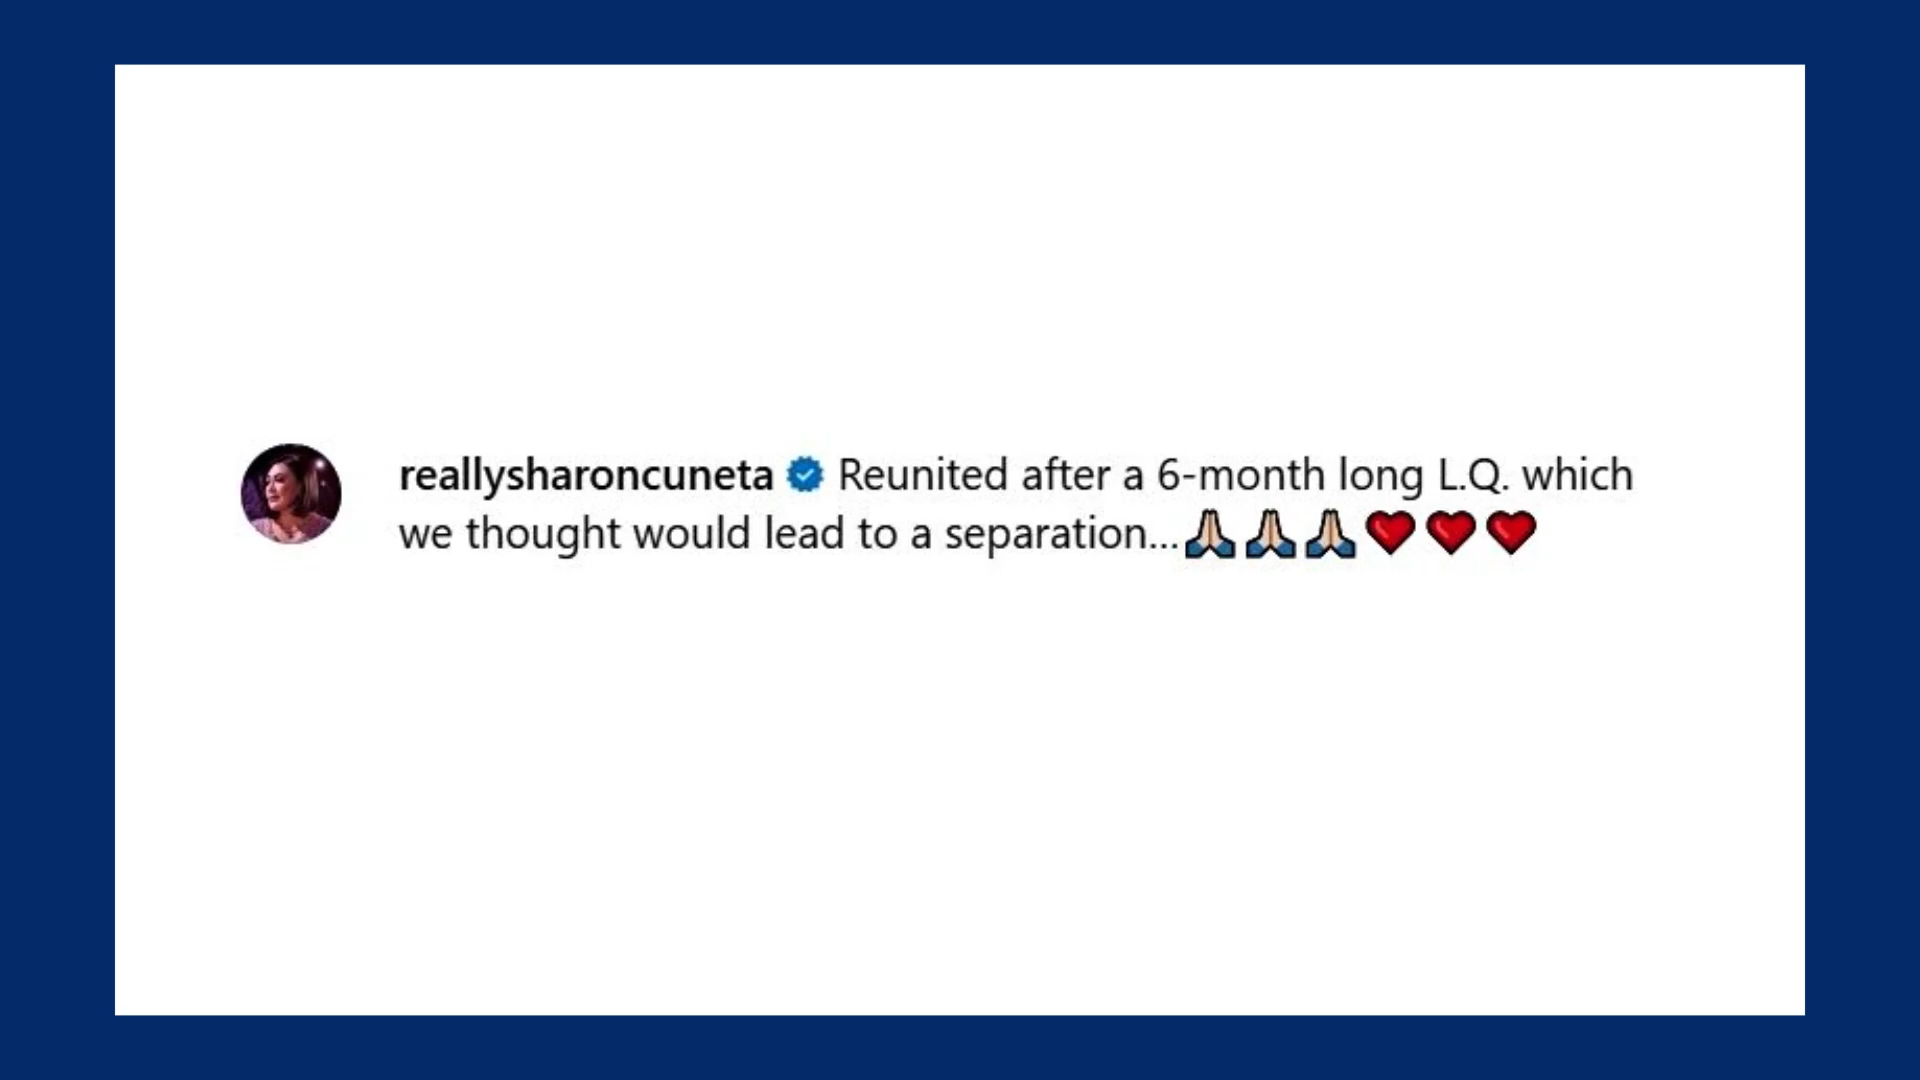 reallysharoncuneta Reunited after a 6-month long L.Q. which
we thought would lead to a separation...🙏🏼🙏🏼🙏🏼❤️❤️❤️